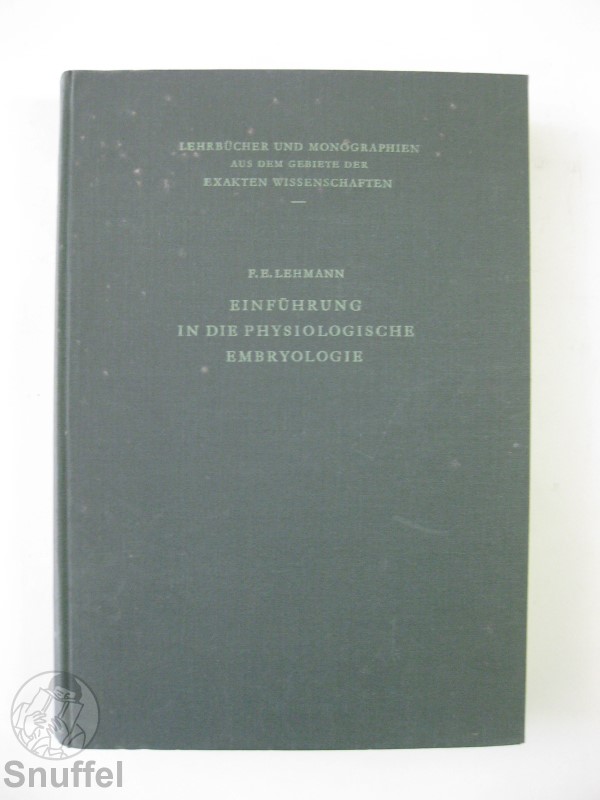 LEHRBÜCHER UND MONOGRAPHIEN
AUS DEM GEBIETE DER
EXAKTEN WISSENSCHAFTEN
F. E. LEHMANN
EINFÜHRUNG
IN DIE PHYSIOLOGISCHE
EMBRYOLOGIE
Snuffel